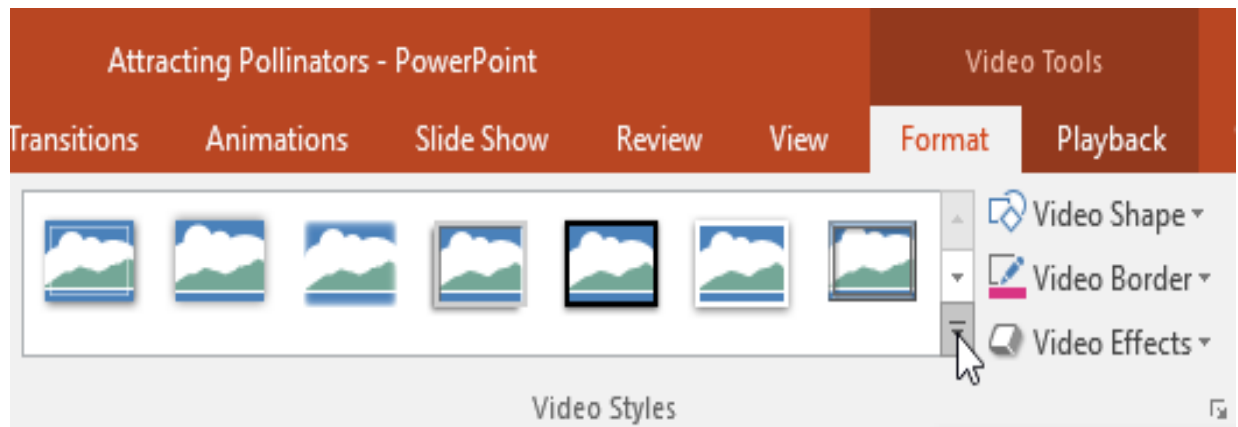 Attracting Pollinators - PowerPoint
Video Tools
Transitions Animations Slide Show Review View Format Playback
Video Shape
Video Border
Video Effects
Video Styles